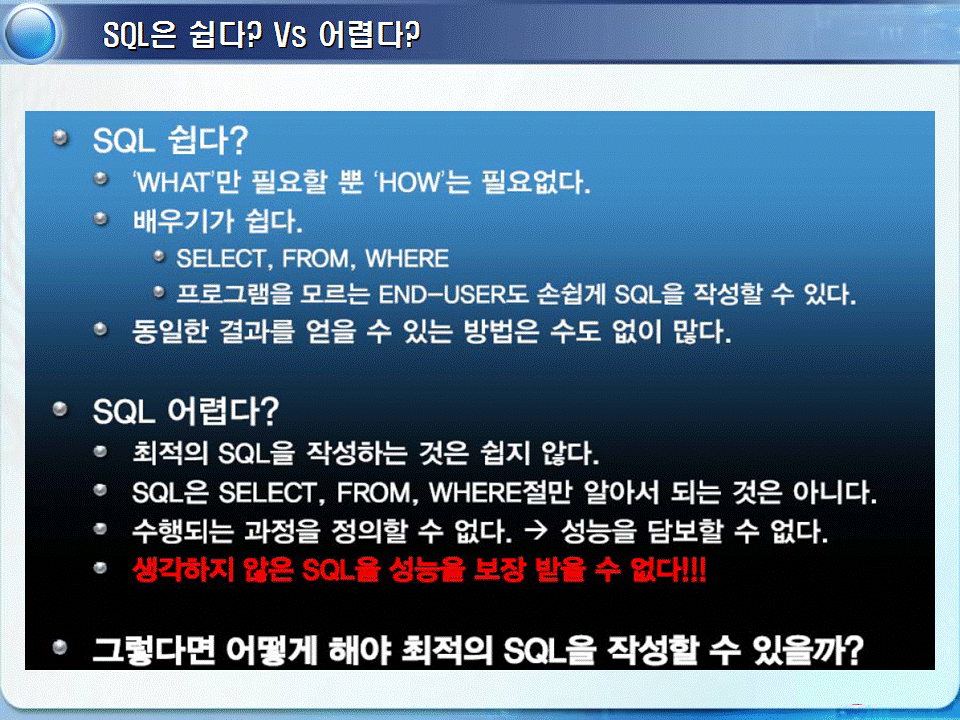 SQL은 쉽다? Vs 어렵다?
SQL 쉽다?
'WHAT'만 필요할 뿐 'HOW'는 필요없다.
배우기가 쉽다.
SELECT, FROM, WHERE
프로그램을 모르는 END-USER도 손쉽게 SQL을 작성할 수 있다.
동일한 결과를 얻을 수 있는 방법은 수도 없이 많다.
SQL 어렵다?
최적의 SQL을 작성하는 것은 쉽지 않다.
SQL은 SELECT, FROM, WHERE절만 알아서 되는 것은 아니다.
수행되는 과정을 정의할 수 없다. → 성능을 담보할 수 없다.
생각하지 않은 SQL을 성능을 보장 받을 수 없다!!!
그렇다면 어떻게 해야 최적의 SQL을 작성할 수 있을까?